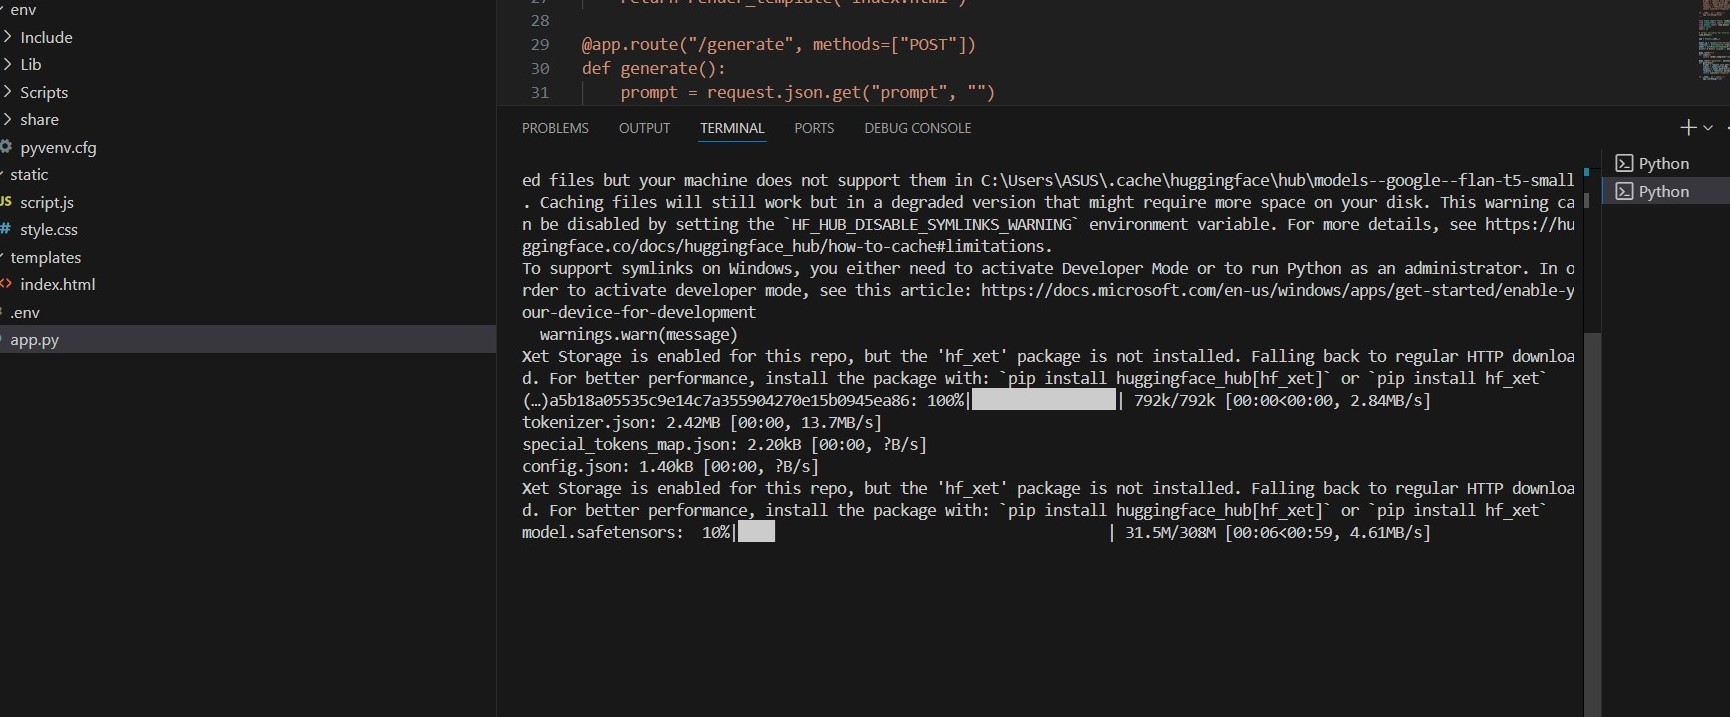 env
Include
Lib
Scripts
share
pyvenv.cfg
static
JS script.js
# style.css
templates
<> index.html
.env
app.py
27 return render_template("index.html")
28
29 @app.route("/generate", methods=["POST"])
30 def generate():
31 prompt = request.json.get("prompt", "")
PROBLEMS OUTPUT TERMINAL PORTS DEBUG CONSOLE
Python
Python
ed files but your machine does not support them in C:\Users\ASUS\.cache\huggingface\hub\models--google--flan-t5-small
. Caching files will still work but in a degraded version that might require more space on your disk. This warning ca
n be disabled by setting the `HF_HUB_DISABLE_SYMLINKS_WARNING` environment variable. For more details, see https://hu
ggingface.co/docs/huggingface_hub/how-to-cache#limitations.
To support symlinks on Windows, you either need to activate Developer Mode or to run Python as an administrator. In o
rder to activate developer mode, see this article: https://docs.microsoft.com/en-us/windows/apps/get-started/enable-y
our-device-for-development
warnings.warn(message)
Xet Storage is enabled for this repo, but the 'hf_xet' package is not installed. Falling back to regular HTTP downloa
d. For better performance, install the package with: `pip install huggingface_hub[hf_xet]` or `pip install hf_xet`
(…)a5b18a05535c9e14c7a355904270e15b0945ea86: 100%| | 792k/792k [00:00<00:00, 2.84MB/s]
tokenizer.json: 2.42MB [00:00, 13.7MB/s]
special_tokens_map.json: 2.20kB [00:00, ?B/s]
config.json: 1.40kB [00:00, ?B/s]
Xet Storage is enabled for this repo, but the 'hf_xet' package is not installed. Falling back to regular HTTP downloa
d. For better performance, install the package with: `pip install huggingface_hub[hf_xet]` or `pip install hf_xet`
model.safetensors: 10%| | 31.5M/308M [00:06<00:59, 4.61MB/s]